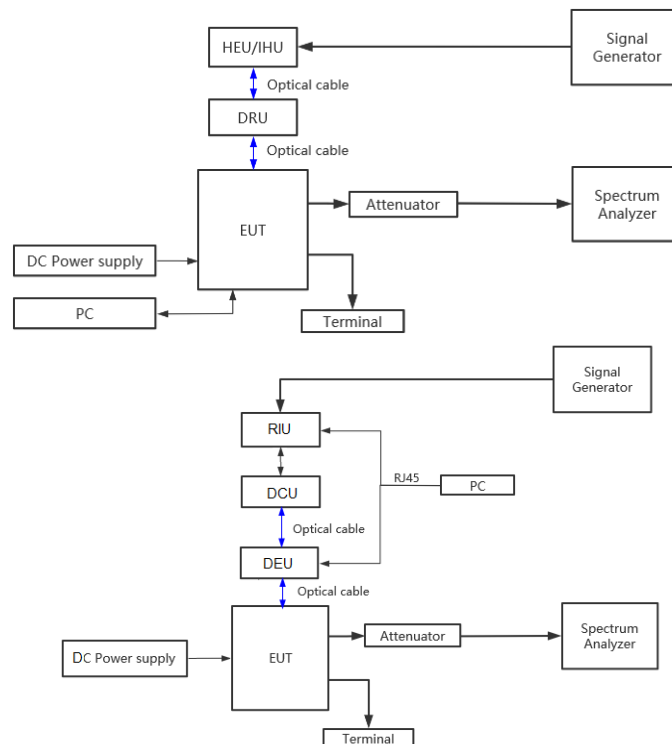 HEU/IHU
Signal
Generator
Optical cable
DRU
Optical cable
EUT
Attenuator
Spectrum
Analyzer
DC Power supply
PC
Terminal
Signal
Generator
RIU
RJ45
PC
DCU
Optical cable
DEU
Optical cable
EUT
Attenuator
Spectrum
Analyzer
DC Power supply
Terminal